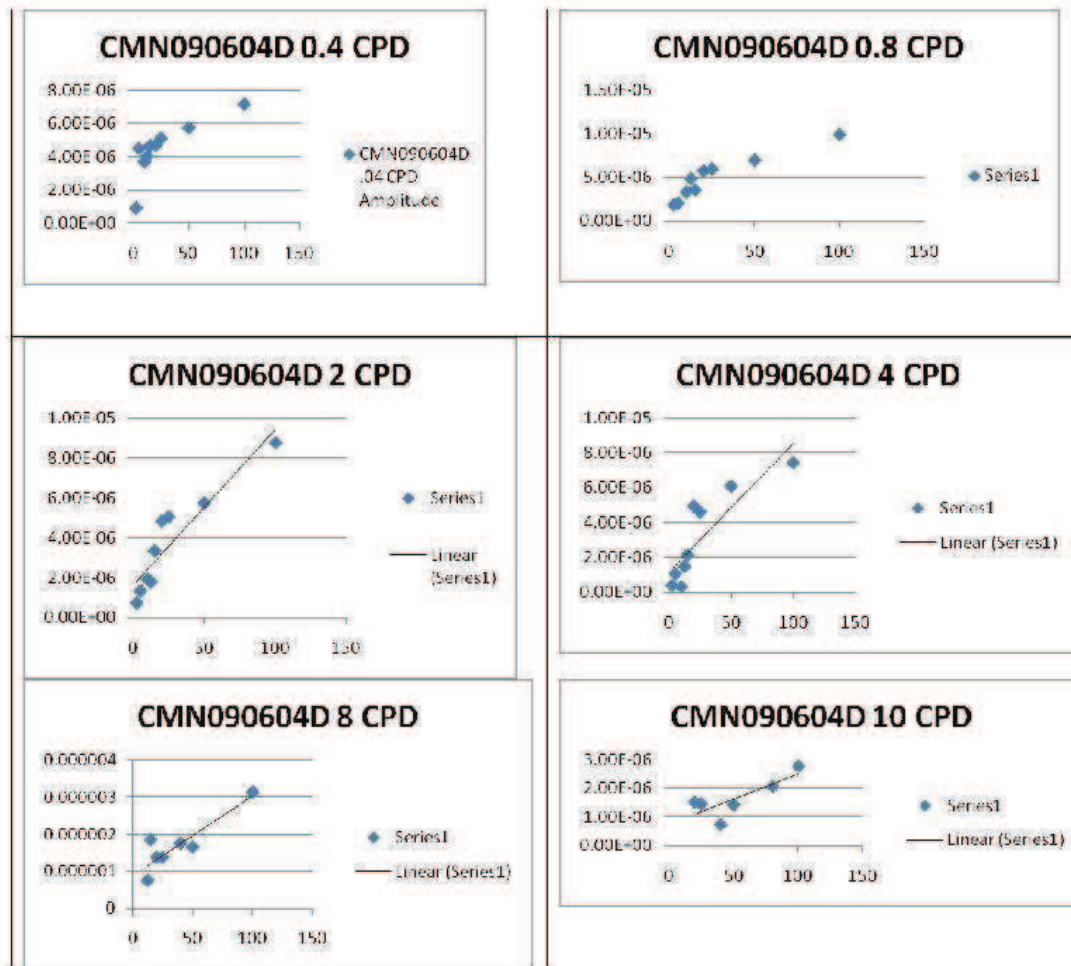 CMN090604D 0.4 CPD
8.00E-06
6.00E-06
4.00E-06
2.00E-06
0.00E+00
0 50 100 150
CMN090604D
.04 CPD
Amplitude
CMN090604D 0.8 CPD
1.50E-05
1.00E-05
5.00E-06
0.00E+00
0 50 100 150
Series1
CMN090604D 2 CPD
1.00E-05
8.00E-06
6.00E-06
4.00E-06
2.00E-06
0.00E+00
0 50 100 150
Series1
Linear
(Series1)
CMN090604D 4 CPD
1.00E-05
8.00E-06
6.00E-06
4.00E-06
2.00E-06
0.00E+00
0 50 100 150
Series1
Linear (Series1)
CMN090604D 8 CPD
0.000004
0.000003
0.000002
0.000001
0
0 50 100 150
Series1
Linear (Series1)
CMN090604D 10 CPD
3.00E-06
2.00E-06
1.00E-06
0.00E+00
0 50 100 150
Series1
Linear (Series1)